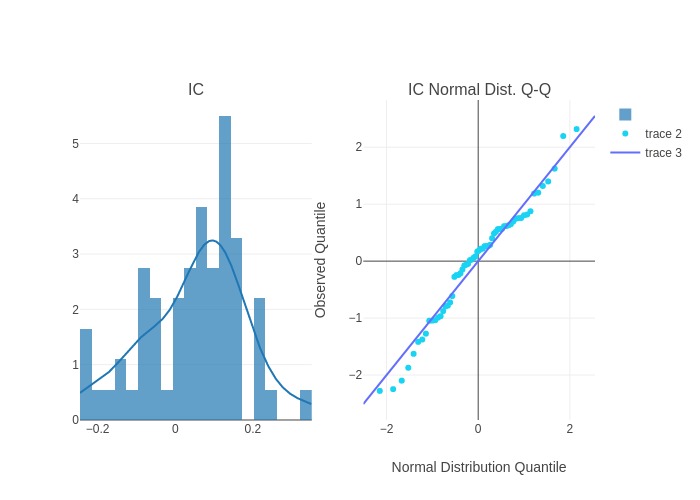 IC
IC Normal Dist. Q-Q
0
1
2
3
4
5
−0.2
0
0.2
Observed Quantile
−2
−1
0
1
2
−2
0
2
Normal Distribution Quantile
trace 2
trace 3